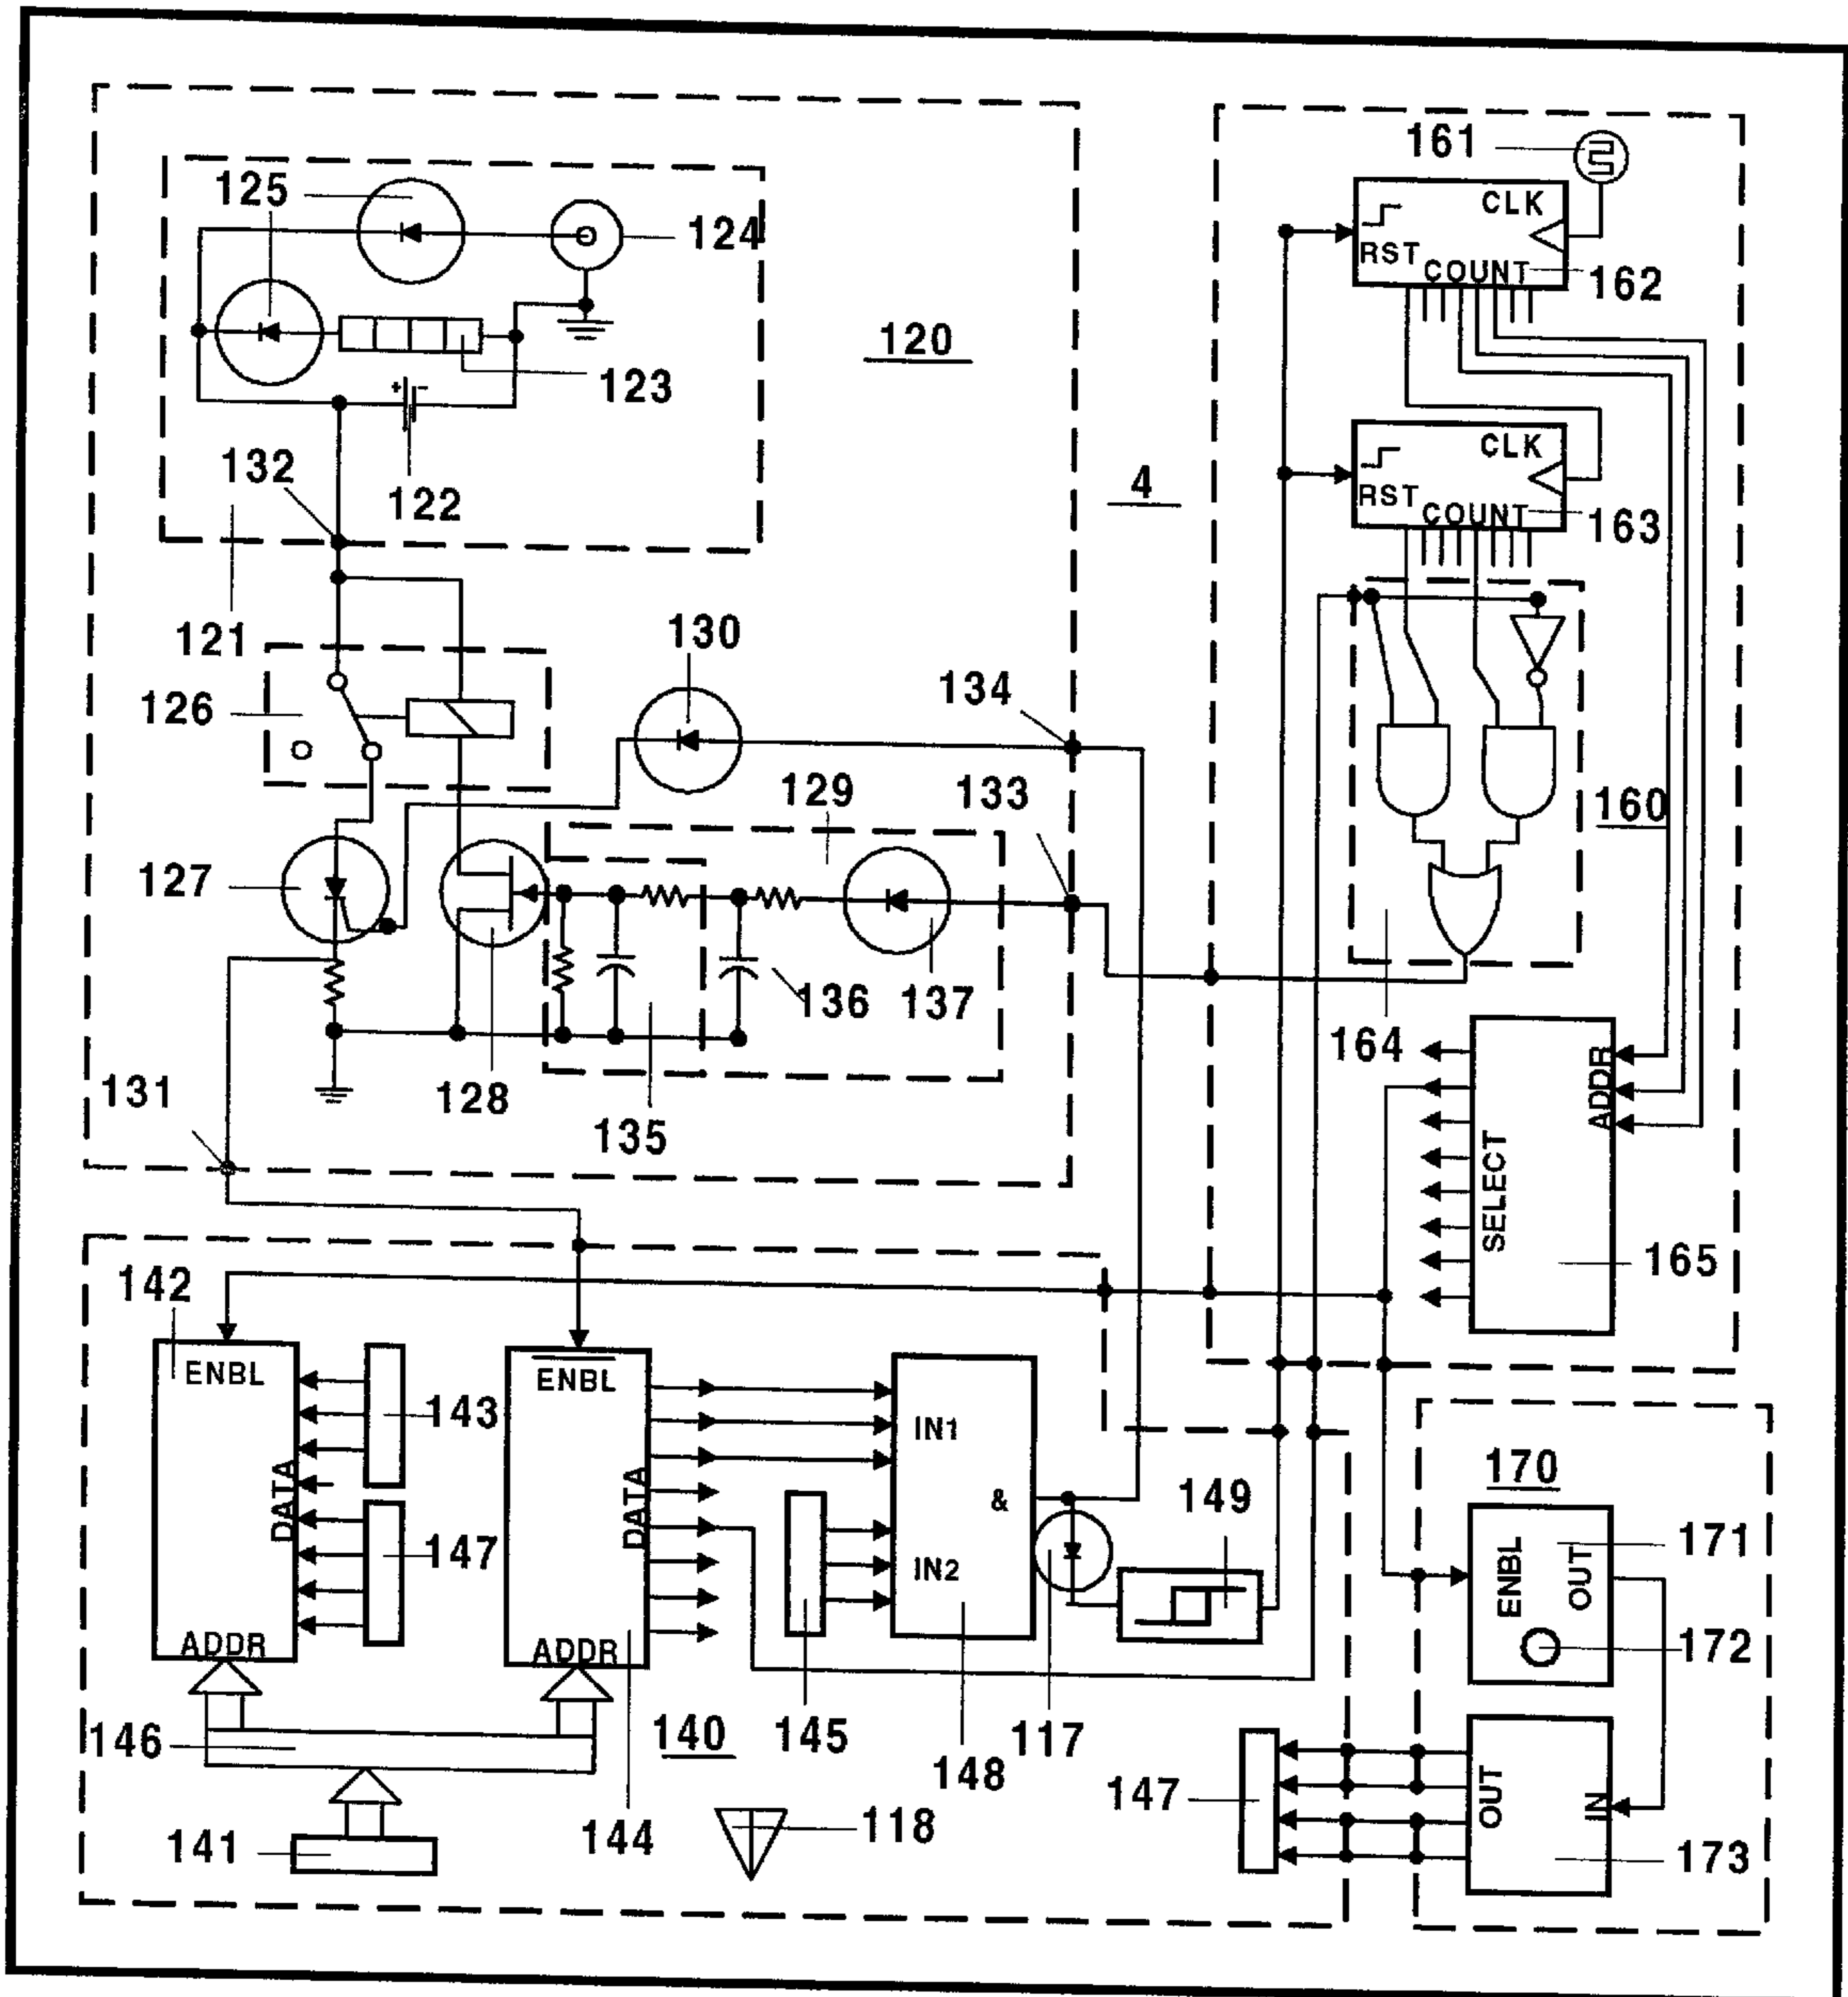 161
125
CLK
124
RST
COUNT
162
120
123
132
4
CLK
122
RST
COUNT
163
121
130
134
126
129
133
160
127
136
137
164
ADDR
131
128
135
SELECT
165
142
ENBL
ENBL
143
IN1
170
DATA
DATA
&
149
147
IN2
ENBL
OUT
171
ADDR
ADDR
172
146
140
145
117
148
147
OUT
IN
141
144
118
173